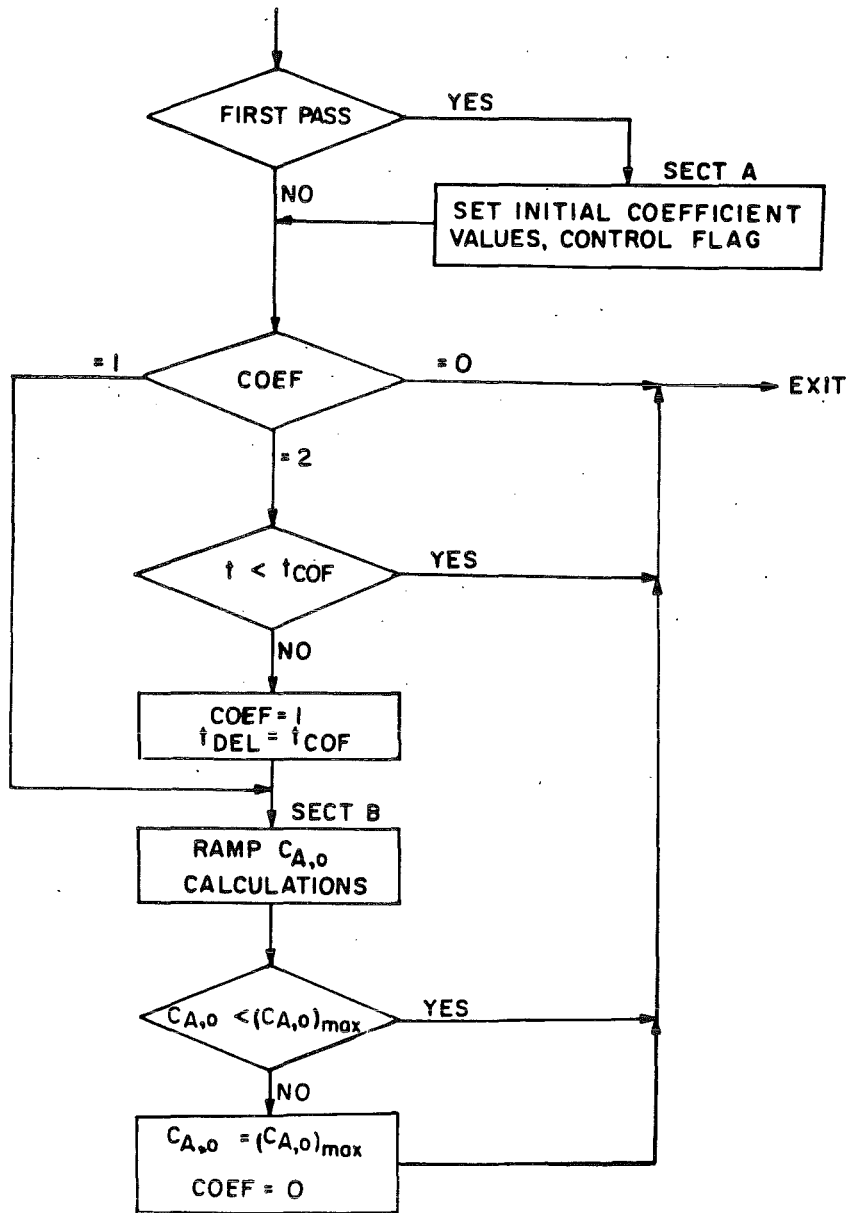 FIRST PASS
YES
SECT A
NO
SET INITIAL COEFFICIENT
VALUES, CONTROL FLAG
=1
COEF
=0
EXIT
=2
t < tCOF
YES
NO
COEF=1
tDEL = tCOF
SECT B
RAMP CA,o
CALCULATIONS
CA,o <(CA,o)max
YES
NO
CA,o =(CA,o)max
COEF = 0